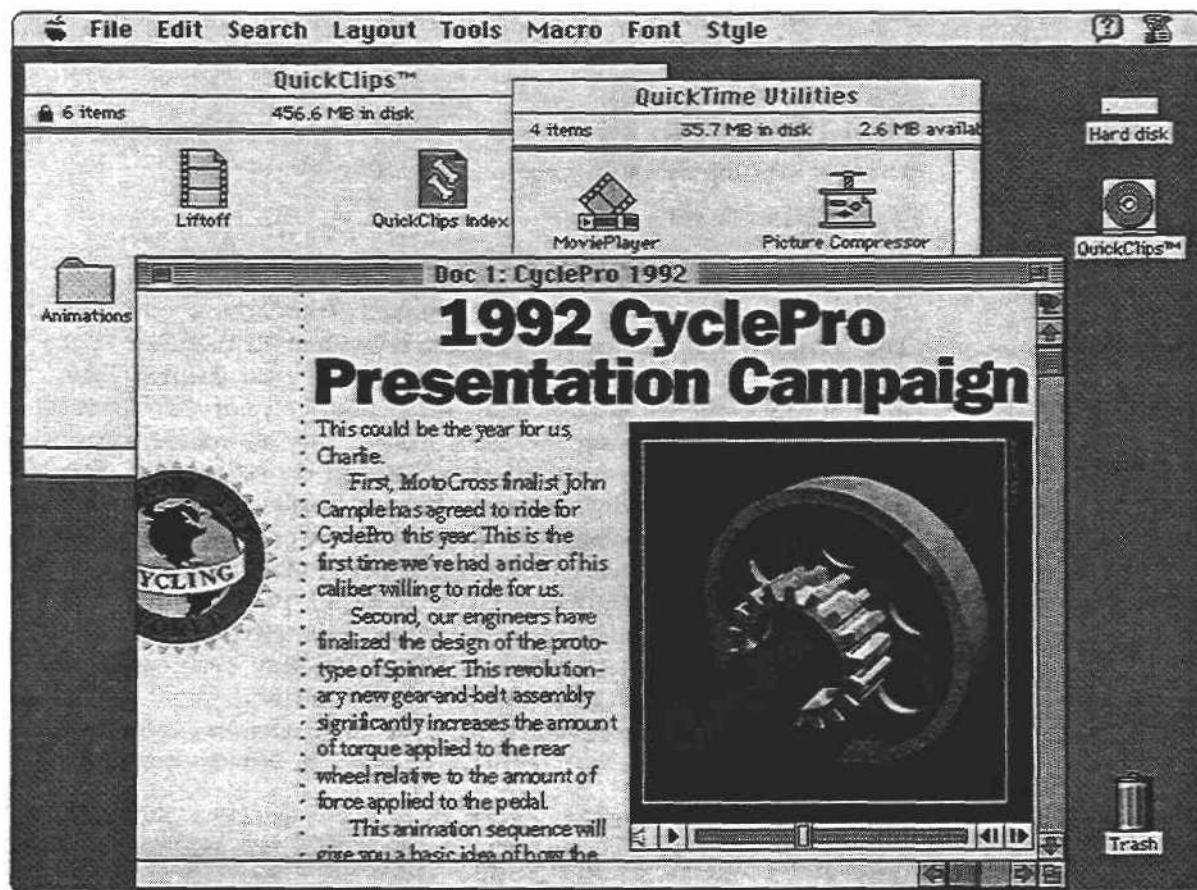 File Edit Search Layout Tools Macro Font Style
QuickClips™
6 items 456.6 MB in disk
Liftoff
QuickClips Index
Animations
QuickTime Utilities
4 items 35.7 MB in disk 2.6 MB availab
MoviePlayer
Picture Compressor
Hard disk
QuickClips™
Doc 1: CyclePro 1992
1992 CyclePro
Presentation Campaign
This could be the year for us,
Charlie.
First, MotoCross finalist John
Cample has agreed to ride for
CyclePro this year. This is the
first time we've had a rider of his
caliber willing to ride for us.
Second, our engineers have
finalized the design of the proto-
type of Spinner. This revolution-
ary new gear-and-belt assembly
significantly increases the amount
of torque applied to the rear
wheel relative to the amount of
force applied to the pedal.
This animation sequence will
give you a basic idea of how the
YCLING
Trash